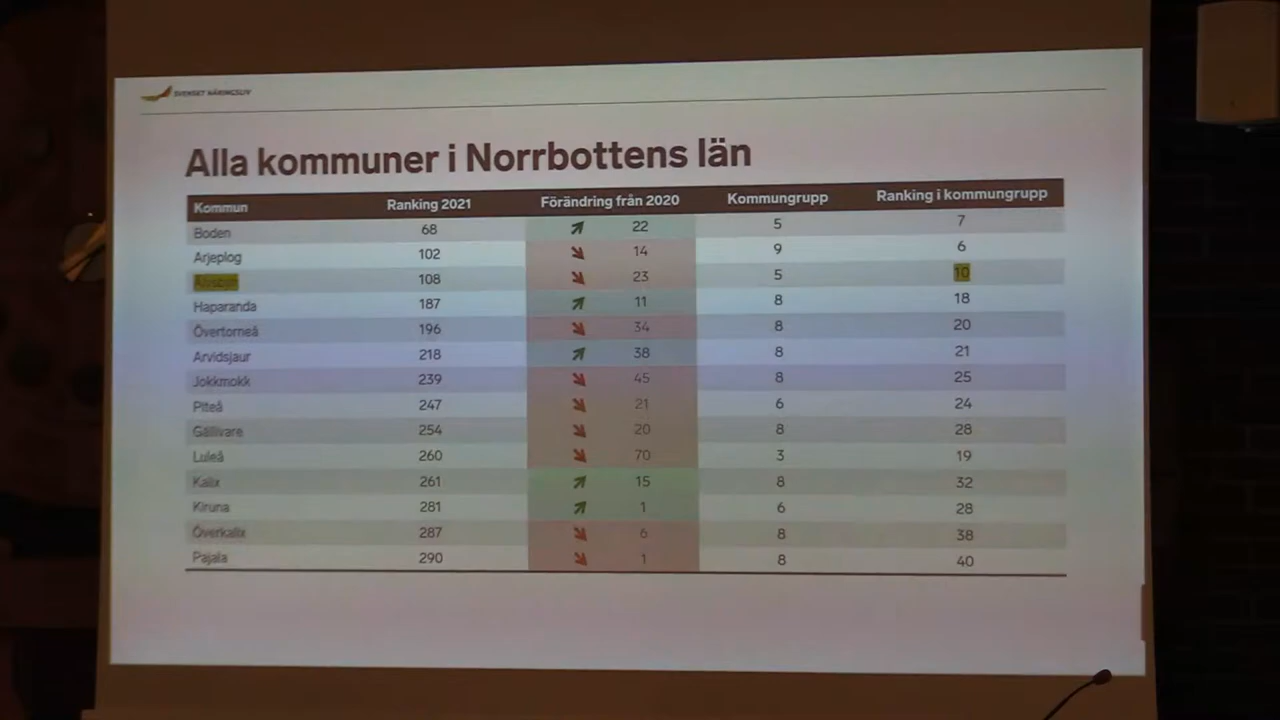 SVENSKT NÄRINGSLIV
Alla kommuner i Norrbottens län
Kommun Ranking 2021 Förändring från 2020 Kommungrupp Ranking i kommungrupp
Boden 68 22 5 7
Arjeplog 102 14 9 6
Älvsbyn 108 23 5 10
Haparanda 187 11 8 18
Övertorneå 196 34 8 20
Arvidsjaur 218 38 8 21
Jokkmokk 239 45 8 25
Piteå 247 21 6 24
Gällivare 254 20 8 28
Luleå 260 70 3 19
Kalix 261 15 8 32
Kiruna 281 1 6 28
Överkalix 287 6 8 38
Pajala 290 1 8 40